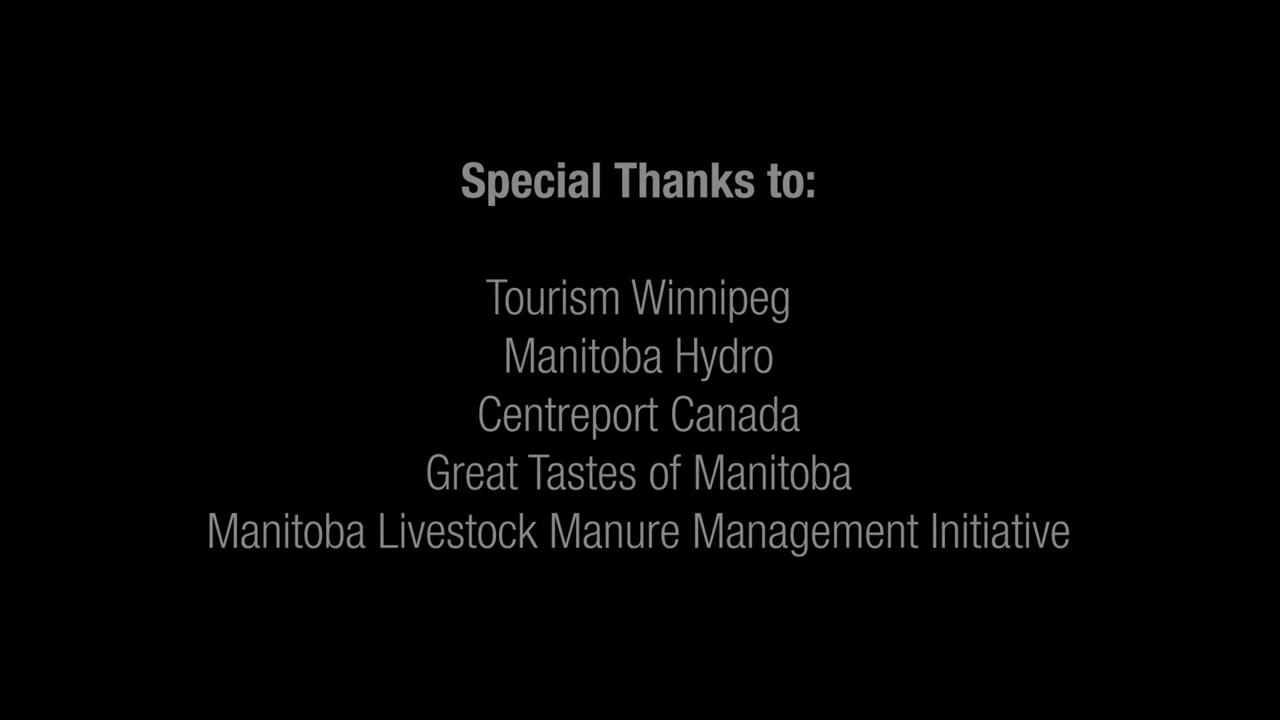 Special Thanks to:
Tourism Winnipeg
Manitoba Hydro
Centreport Canada
Great Tastes of Manitoba
Manitoba Livestock Manure Management Initiative